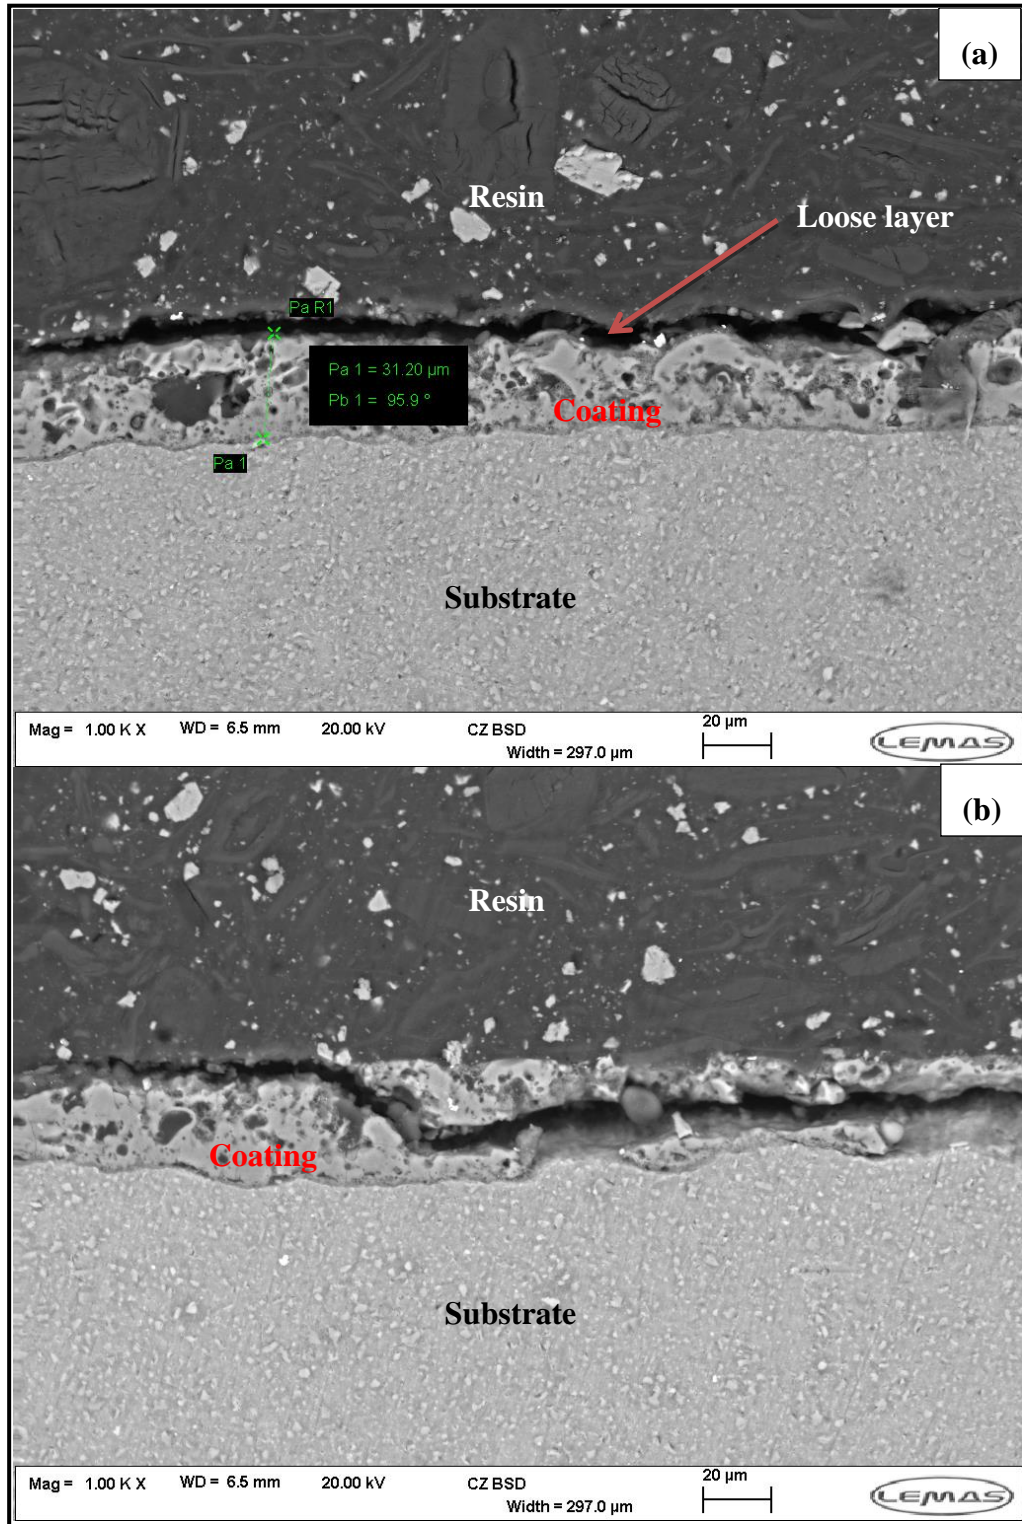 (a)
Resin
Loose layer
Pa R1
Pa 1 = 31.20 µm
Pb 1 = 95.9 °
Coating
Pa 1
Substrate
Mag = 1.00 K X WD = 6.5 mm 20.00 kV CZ BSD 20 µm
Width = 297.0 µm
LEMAS
(b)
Resin
Coating
Substrate
Mag = 1.00 K X WD = 6.5 mm 20.00 kV CZ BSD 20 µm
Width = 297.0 µm
LEMAS